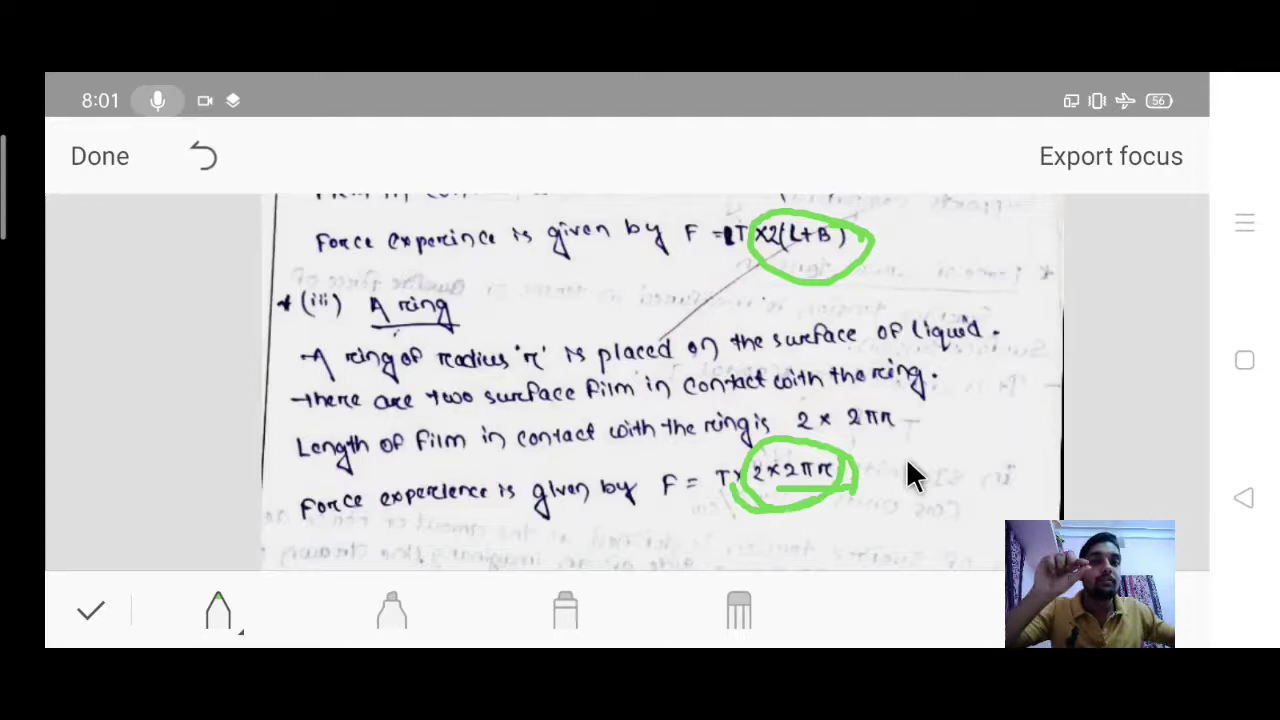 8:01
56
Done
Export focus
Force experince is given by F = T × 2(L+B)
* (iii) A ring
→A ring of radius 'r' is placed on the surface of liquid.
→there are two surface film in contact with the ring.
Length of film in contact with the ring is 2 × 2πr
Force experience is given by F = T× 2 × 2πr